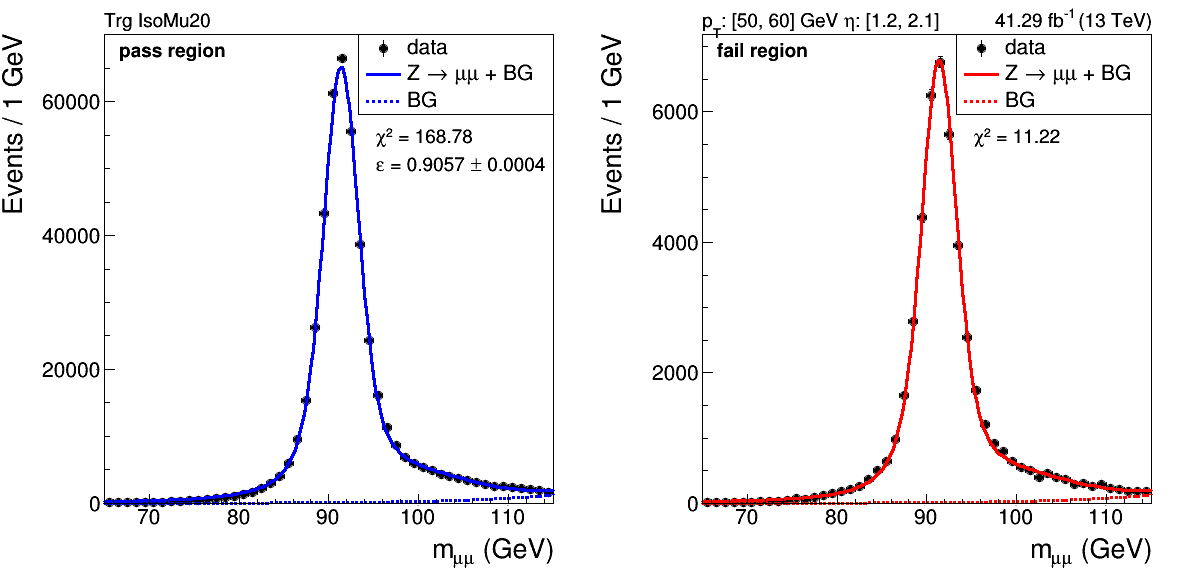 Trg IsoMu20
pass region
data
Z → μμ + BG
BG
χ² = 168.78
ε = 0.9057 ± 0.0004
Events / 1 GeV
60000
40000
20000
0
70 80 90 100 110
m_μμ (GeV)
p_T: [50, 60] GeV η: [1.2, 2.1] 41.29 fb⁻¹ (13 TeV)
fail region
data
Z → μμ + BG
BG
χ² = 11.22
Events / 1 GeV
6000
4000
2000
0
70 80 90 100 110
m_μμ (GeV)